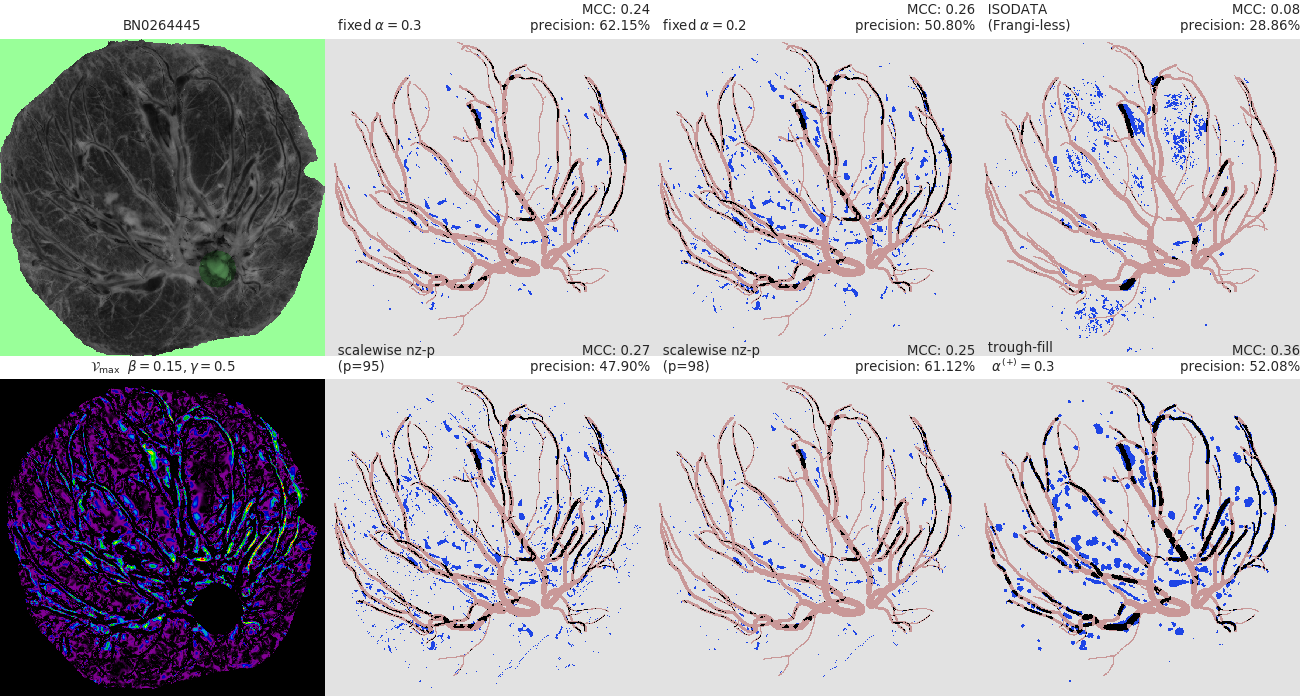 BN0264445
fixed α = 0.3
MCC: 0.24
precision: 62.15%
fixed α = 0.2
MCC: 0.26
precision: 50.80%
ISODATA
(Frangi-less)
MCC: 0.08
precision: 28.86%
𝒱max β = 0.15, γ = 0.5
scalewise nz-p
(p=95)
MCC: 0.27
precision: 47.90%
scalewise nz-p
(p=98)
MCC: 0.25
precision: 61.12%
trough-fill
α(+) = 0.3
MCC: 0.36
precision: 52.08%